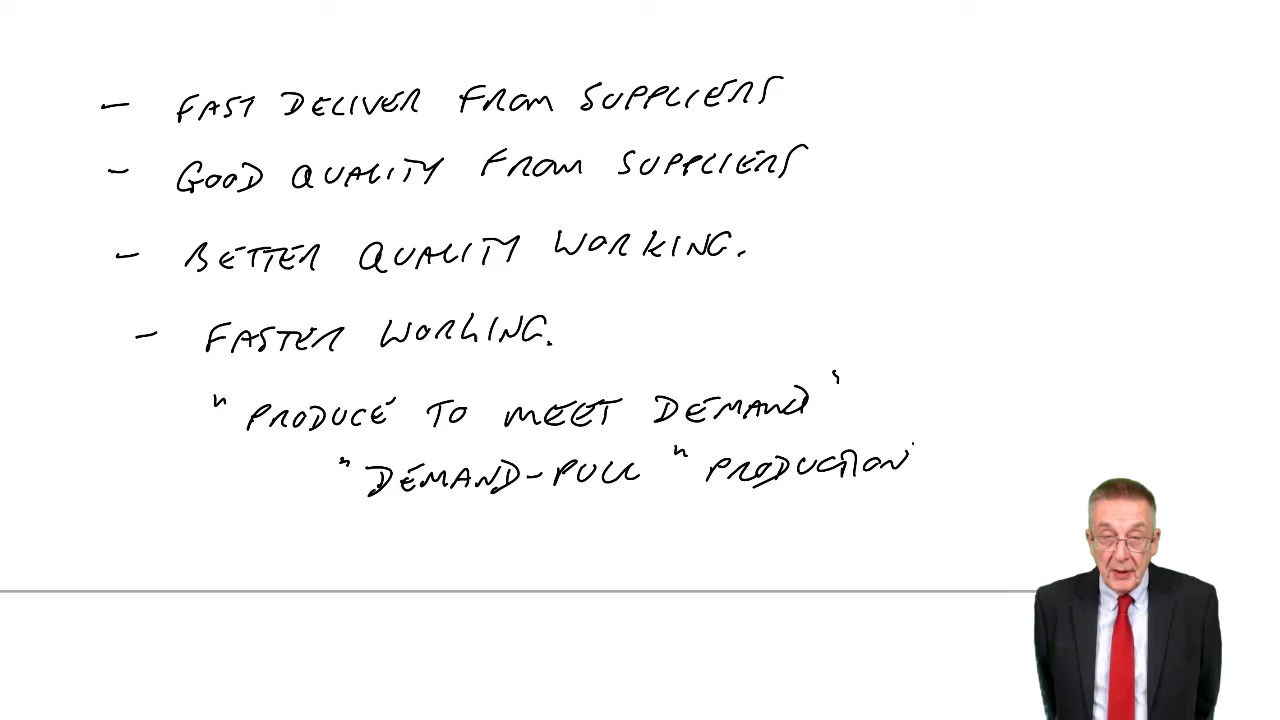 - FAST DELIVER FROM SUPPLIERS
- GOOD QUALITY FROM SUPPLIERS
- BETTER QUALITY WORKING.
- FASTER WORKING.
"PRODUCE TO MEET DEMAND"
"DEMAND-PULL" PRODUCTION